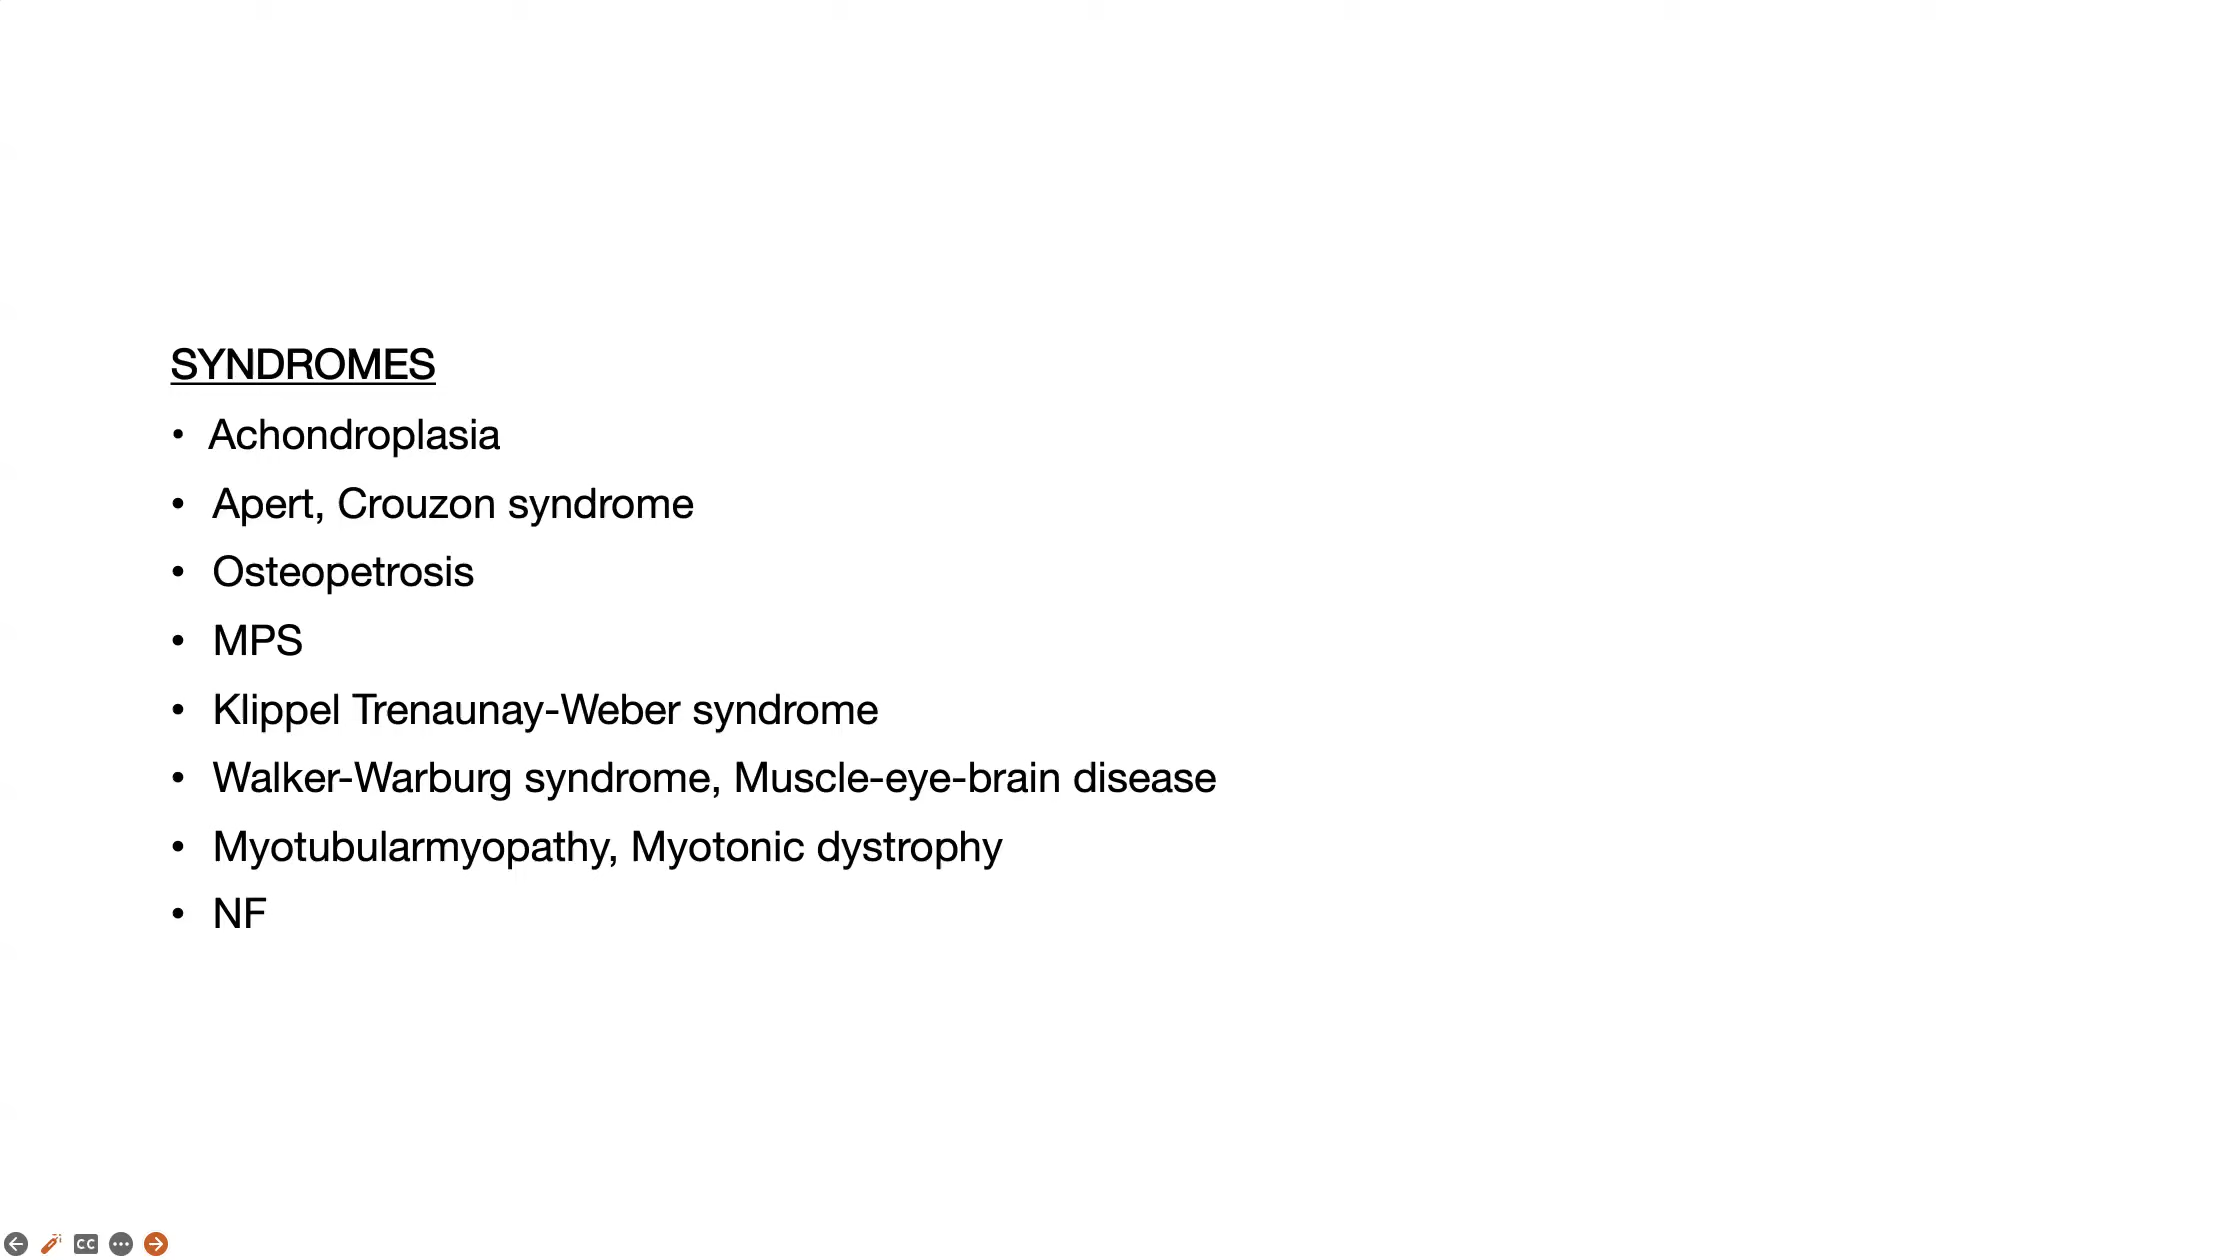 SYNDROMES
• Achondroplasia
• Apert, Crouzon syndrome
• Osteopetrosis
• MPS
• Klippel Trenaunay-Weber syndrome
• Walker-Warburg syndrome, Muscle-eye-brain disease
• Myotubularmyopathy, Myotonic dystrophy
• NF
CC